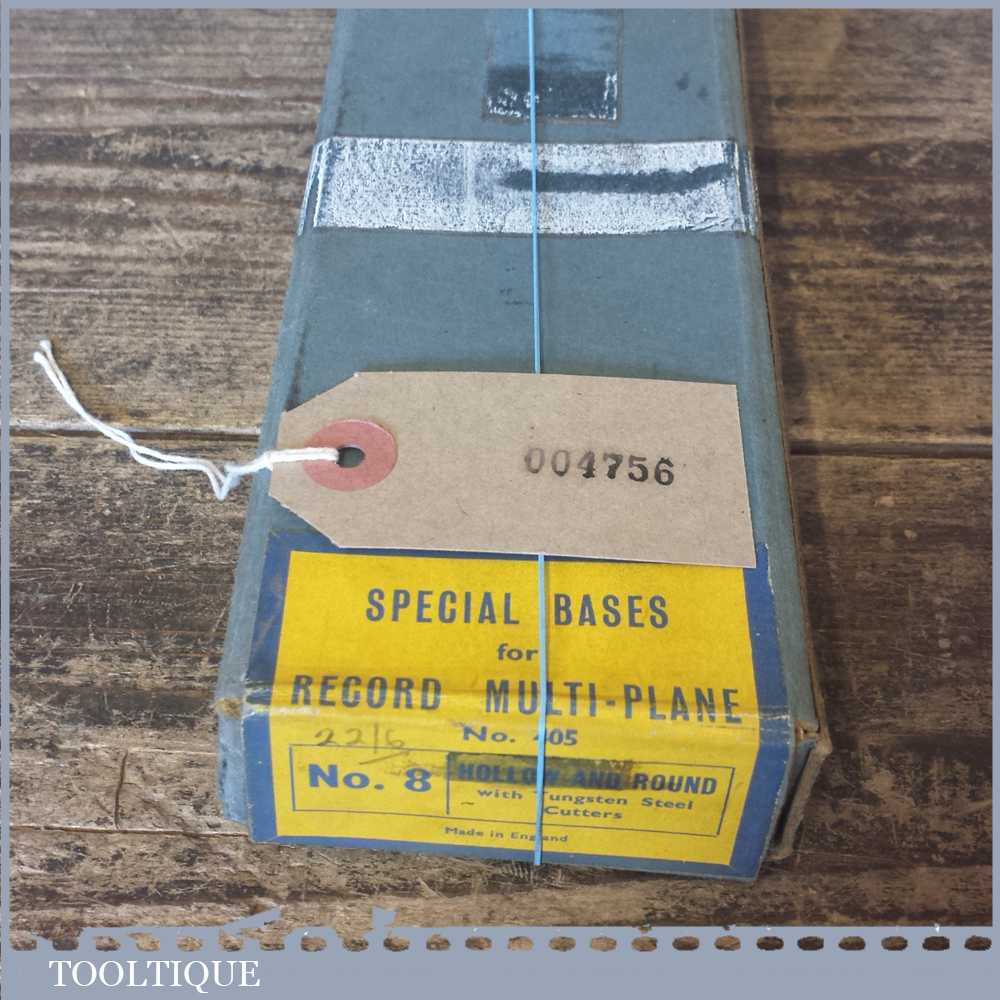 004756
SPECIAL BASES
for
RECORD MULTI-PLANE
No. 405
22/6
No. 8
HOLLOW AND ROUND
with Tungsten Steel
Cutters
Made in England
TOOLTIQUE